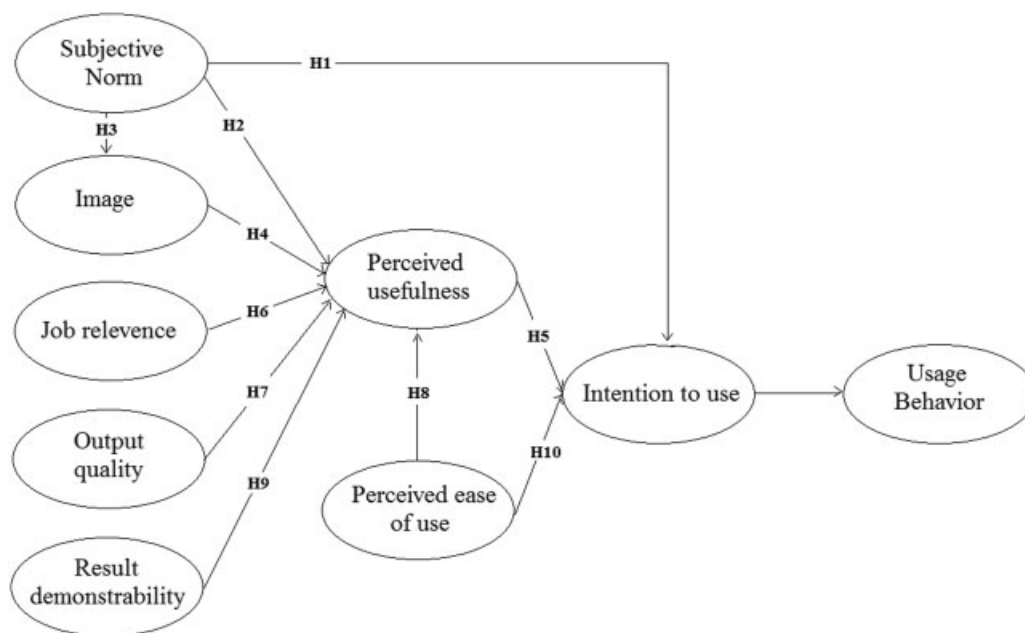 Subjective
Norm
H1
H3
H2
Image
H4
Perceived
usefulness
Job relevence
H6
H5
H7
H8
Intention to use
Usage
Behavior
Output
quality
H9
H10
Perceived ease
of use
Result
demonstrability